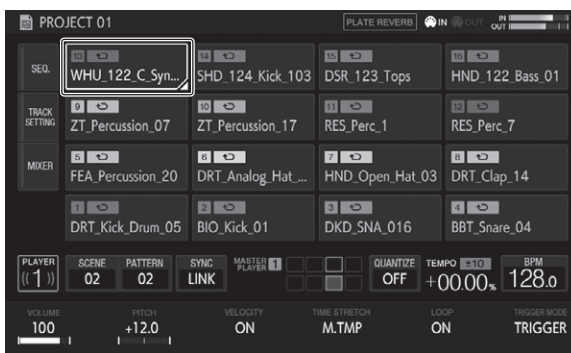 PROJECT 01 PLATE REVERB IN OUT IN OUT
SEQ.
13 WHU_122_C_Syn... 14 SHD_124_Kick_103 15 DSR_123_Tops 16 HND_122_Bass_01
TRACK SETTING
9 ZT_Percussion_07 10 ZT_Percussion_17 11 RES_Perc_1 12 RES_Perc_7
MIXER
5 FEA_Percussion_20 6 DRT_Analog_Hat_... 7 HND_Open_Hat_03 8 DRT_Clap_14
1 DRT_Kick_Drum_05 2 BIO_Kick_01 3 DKD_SNA_016 4 BBT_Snare_04
PLAYER SCENE PATTERN SYNC MASTER PLAYER 1 QUANTIZE TEMPO ±10 BPM
1 02 02 LINK OFF +00.00% 128.0
VOLUME PITCH VELOCITY TIME STRETCH LOOP TRIGGER MODE
100 +12.0 ON M.TMP ON TRIGGER